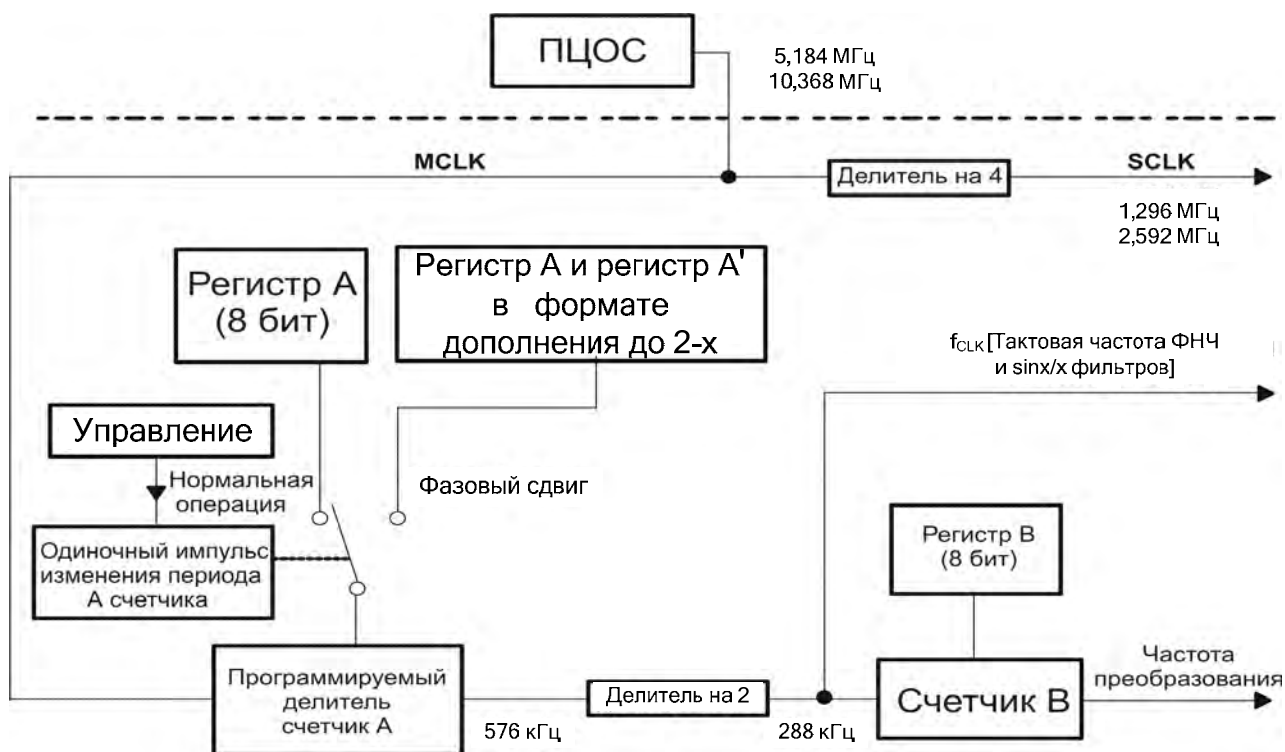 ПЦОС
5,184 МГц
10,368 МГц
MCLK
Делитель на 4
SCLK
1,296 МГц
2,592 МГц
Регистр А
(8 бит)
Регистр А и регистр А'
в формате
дополнения до 2-х
fCLK [Тактовая частота ФНЧ
и sinx/x фильтров]
Управление
Нормальная
операция
Фазовый сдвиг
Одиночный импульс
изменения периода
А счетчика
Регистр В
(8 бит)
Программируемый
делитель
счетчик А
576 кГц
Делитель на 2
288 кГц
Счетчик В
Частота
преобразования